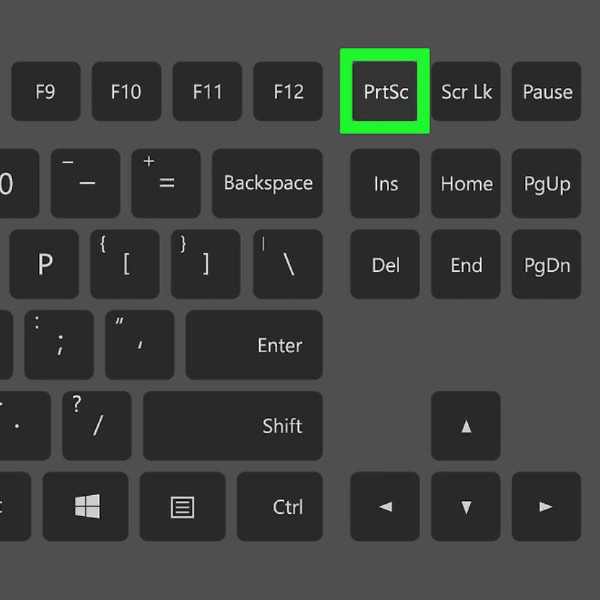 F9 F10 F11 F12 PrtSc Scr Lk Pause
0 _ - + = Backspace Ins Home PgUp
P { [ } ] | \ Del End PgDn
: ; " ' Enter
. ? / Shift
Ctrl